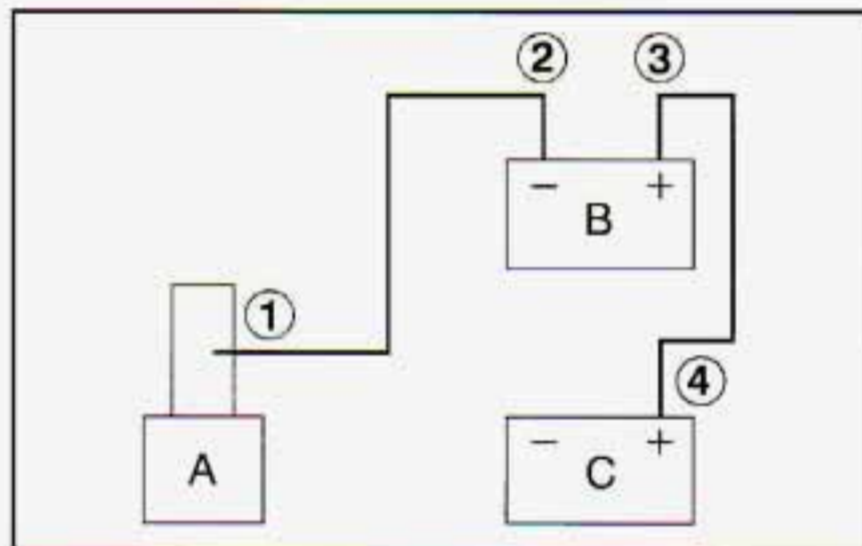 ② ③
− +
B
①
④
− +
A C